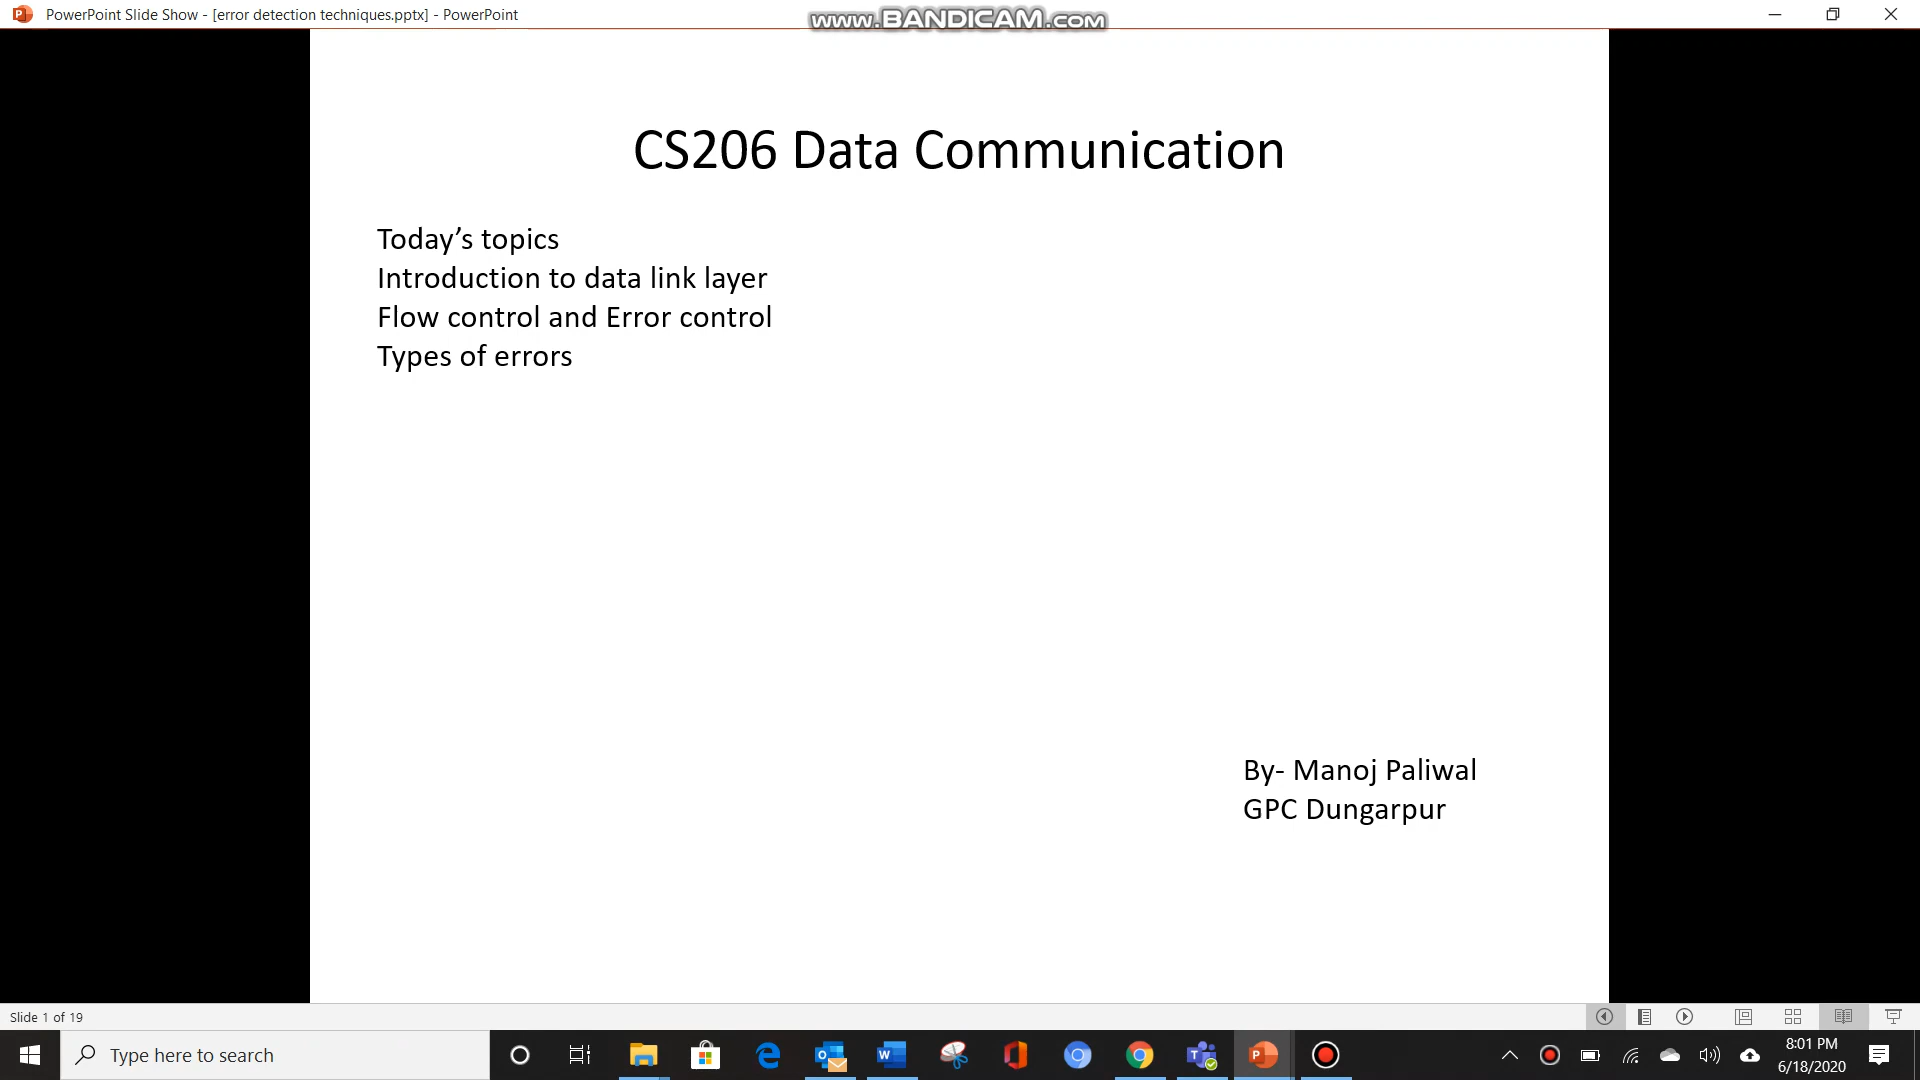 PowerPoint Slide Show - [error detection techniques.pptx] - PowerPoint
www.BANDICAM.com
CS206 Data Communication
Today’s topics
Introduction to data link layer
Flow control and Error control
Types of errors
By- Manoj Paliwal
GPC Dungarpur
Slide 1 of 19
Type here to search
8:01 PM
6/18/2020